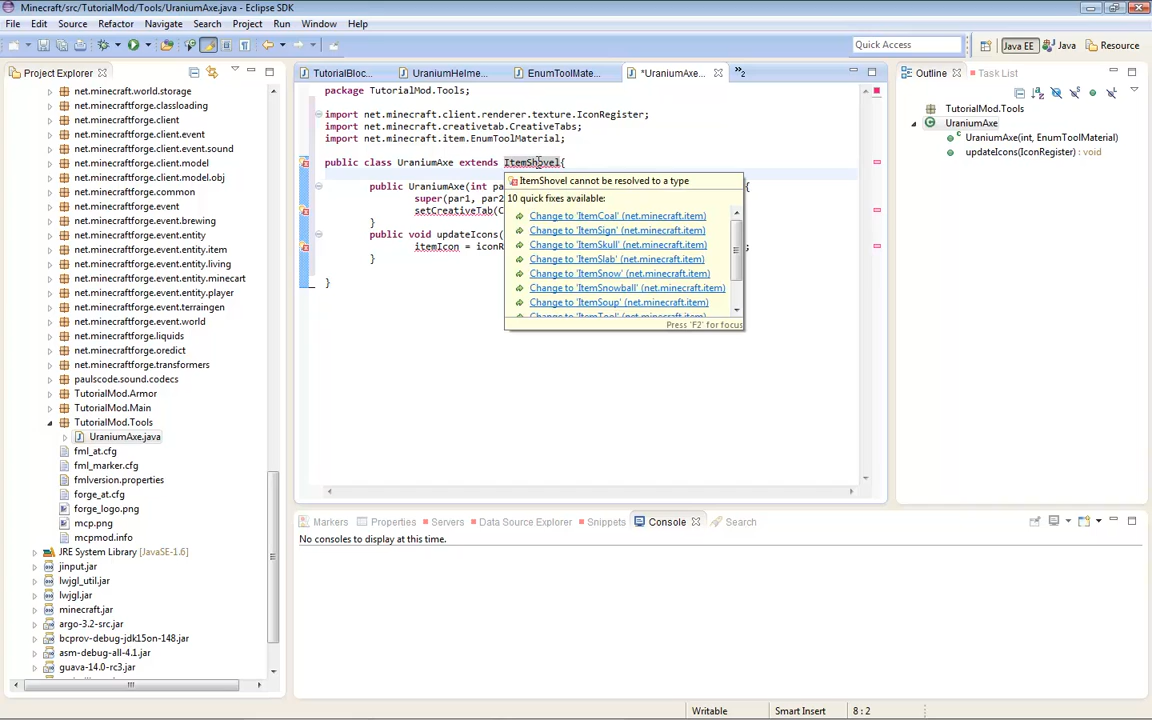 Minecraft/src/TutorialMod/Tools/UraniumAxe.java - Eclipse SDK
File Edit Source Refactor Navigate Search Project Run Window Help
Quick Access
Java EE
Java
Resource
Project Explorer
net.minecraft.world.storage
net.minecraftforge.classloading
net.minecraftforge.client
net.minecraftforge.client.event
net.minecraftforge.client.event.sound
net.minecraftforge.client.model
net.minecraftforge.client.model.obj
net.minecraftforge.common
net.minecraftforge.event
net.minecraftforge.event.brewing
net.minecraftforge.event.entity
net.minecraftforge.event.entity.item
net.minecraftforge.event.entity.living
net.minecraftforge.event.entity.minecart
net.minecraftforge.event.entity.player
net.minecraftforge.event.terraingen
net.minecraftforge.event.world
net.minecraftforge.liquids
net.minecraftforge.oredict
net.minecraftforge.transformers
paulscode.sound.codecs
TutorialMod.Armor
TutorialMod.Main
TutorialMod.Tools
UraniumAxe.java
fml_at.cfg
fml_marker.cfg
fmlversion.properties
forge_at.cfg
forge_logo.png
mcp.png
mcpmod.info
JRE System Library [JavaSE-1.6]
jinput.jar
lwjgl_util.jar
lwjgl.jar
minecraft.jar
argo-3.2-src.jar
bcprov-debug-jdk15on-148.jar
asm-debug-all-4.1.jar
guava-14.0-rc3.jar
TutorialBloc...
UraniumHelme...
EnumToolMate...
*UraniumAxe...
»2
package TutorialMod.Tools;
import net.minecraft.client.renderer.texture.IconRegister;
import net.minecraft.creativetab.CreativeTabs;
import net.minecraft.item.EnumToolMaterial;
public class UraniumAxe extends ItemShovel{
public UraniumAxe(int pa
{
super(par1, par2
setCreativeTab(C
}
public void updateIcons(
itemIcon = iconR
;
}
}
ItemShovel cannot be resolved to a type
10 quick fixes available:
Change to 'ItemCoal' (net.minecraft.item)
Change to 'ItemSign' (net.minecraft.item)
Change to 'ItemSkull' (net.minecraft.item)
Change to 'ItemSlab' (net.minecraft.item)
Change to 'ItemSnow' (net.minecraft.item)
Change to 'ItemSnowball' (net.minecraft.item)
Change to 'ItemSoup' (net.minecraft.item)
Change to 'ItemTool' (net.minecraft.item)
Press 'F2' for focus
Outline
Task List
TutorialMod.Tools
UraniumAxe
UraniumAxe(int, EnumToolMaterial)
updateIcons(IconRegister) : void
Markers
Properties
Servers
Data Source Explorer
Snippets
Console
Search
No consoles to display at this time.
Writable
Smart Insert
8 : 2